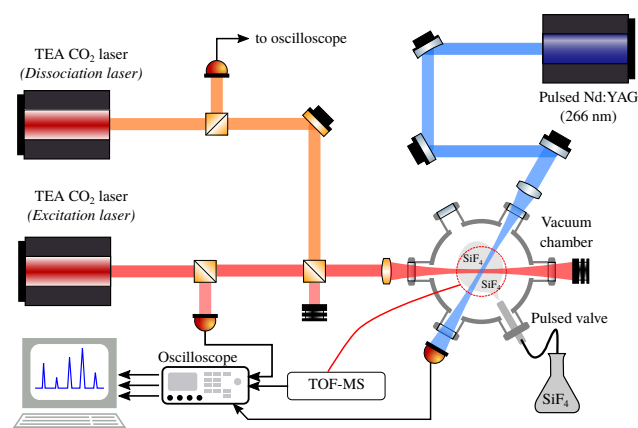 TEA CO₂ laser
(Dissociation laser)
to oscilloscope
Pulsed Nd:YAG
(266 nm)
TEA CO₂ laser
(Excitation laser)
Vacuum
chamber
SiF₄
SiF₄
Pulsed valve
Oscilloscope
TOF-MS
SiF₄